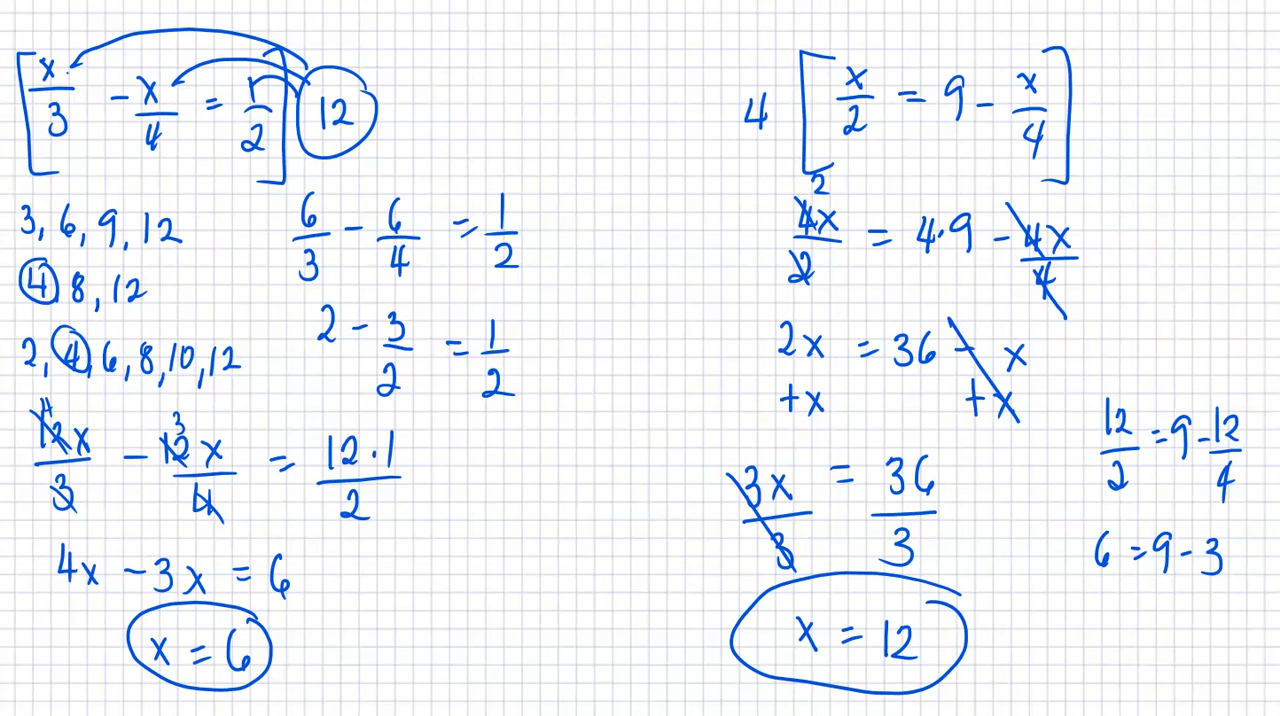 [x/3 - x/4 = 1/2] 12
3, 6, 9, 12
4, 8, 12
2, 4, 6, 8, 10, 12
6/3 - 6/4 = 1/2
2 - 3/2 = 1/2
4
3
12x/3 - 12x/4 = 12·1/2
4x - 3x = 6
x = 6
4 [x/2 = 9 - x/4]
2
4x/2 = 4·9 - 4x/4
2x = 36 - x
+x +x
3x/3 = 36/3
x = 12
12/2 = 9 - 12/4
6 = 9 - 3